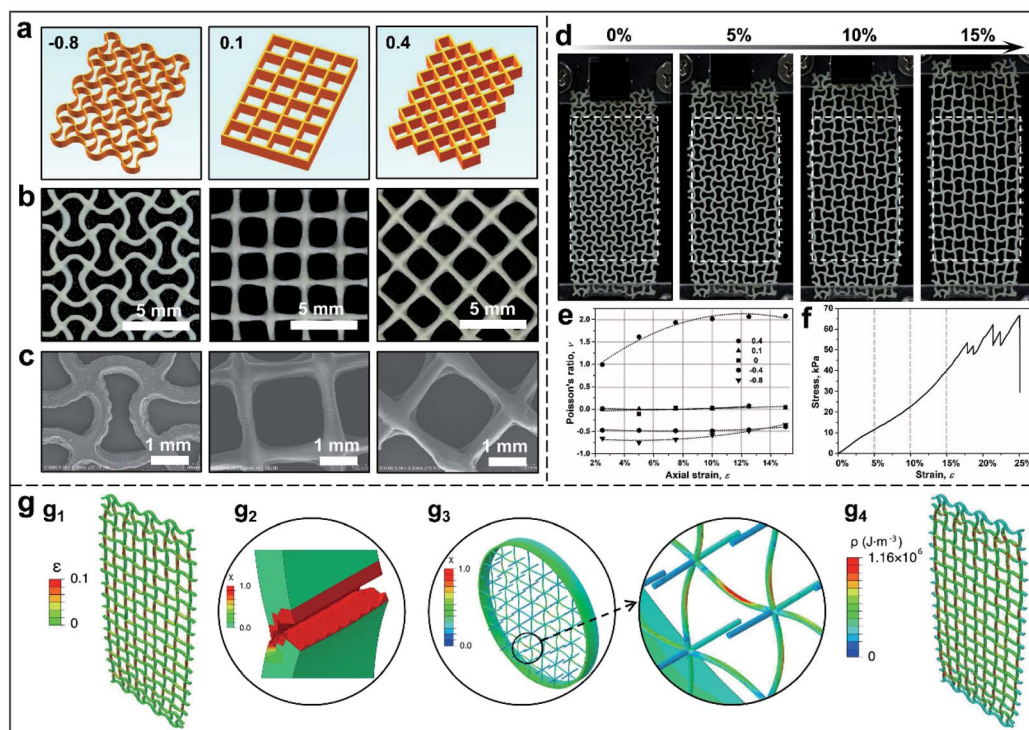 a
-0.8
0.1
0.4
b
5 mm
5 mm
5 mm
c
1 mm
1 mm
1 mm
d
0%
5%
10%
15%
e
2.0
1.5
1.0
0.5
0.0
-0.5
-1.0
Poisson's ratio, ν
0.4
0.1
0
-0.4
-0.8
2%
4%
6%
8%
10%
12%
14%
Axial strain, ε
f
70
60
50
40
30
20
10
0
Stress, kPa
0%
5%
10%
15%
20%
25%
Strain, ε
g
g1
ε
0.1
0
g2
X
1.0
0.0
g3
X
1.0
0.0
g4
ρ (J·m⁻³)
1.16×10⁶
0